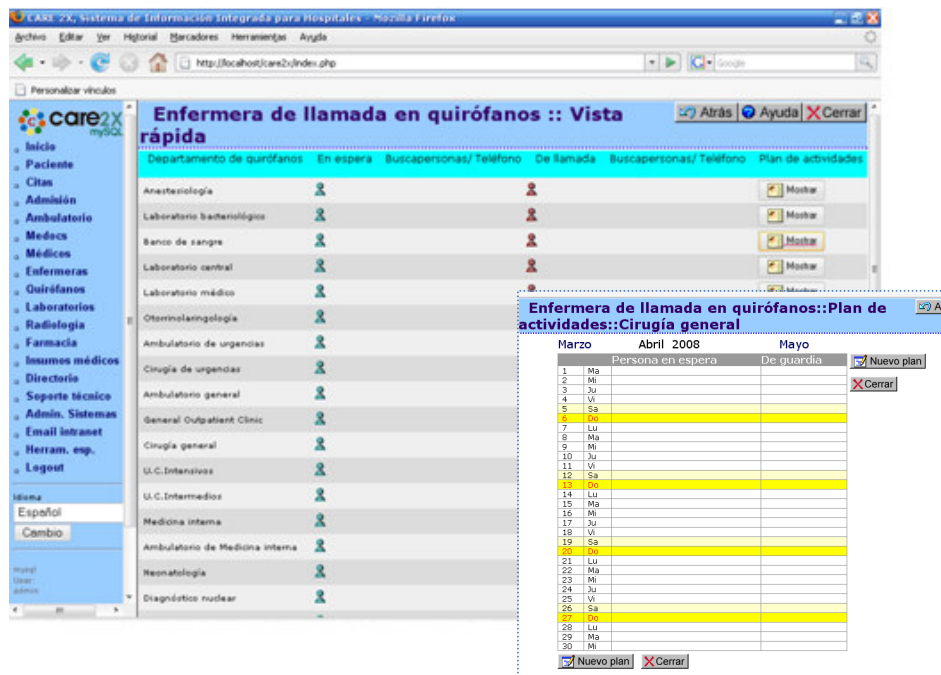 CARE 2X, Sistema de Información Integrada para Hospitales - Mozilla Firefox
Archivo Editar Ver Historial Marcadores Herramientas Ayuda
http://localhost/care2x/index.php
Google
Personalizar vínculos
care2X
mySQL
Inicio
Paciente
Citas
Admisión
Ambulatorio
Medocs
Médicos
Enfermeras
Quirófanos
Laboratorios
Radiología
Farmacia
Insumos médicos
Directorio
Soporte técnico
Admin. Sistemas
Email intranet
Herram. esp.
Logout
Idioma
Español
Cambio
mysql
User:
admin
Enfermera de llamada en quirófanos :: Vista
rápida
Atrás Ayuda Cerrar
Departamento de quirófanos En espera Buscapersonas/ Teléfono De llamada Buscapersonas/ Teléfono Plan de actividades
Anestesiología Mostrar
Laboratorio bacteriológico Mostrar
Banco de sangre Mostrar
Laboratorio central Mostrar
Laboratorio médico Mostrar
Otorrinolaringología
Ambulatorio de urgencias
Cirugía de urgencias
Ambulatorio general
General Outpatient Clinic
Cirugía general
U.C.Intensivos
U.C.Intermedios
Medicina interna
Ambulatorio de Medicina interna
Neonatología
Diagnóstico nuclear
Enfermera de llamada en quirófanos::Plan de
actividades::Cirugía general
A
Marzo Abril 2008 Mayo
Persona en espera De guardia
Nuevo plan
Cerrar
1 Ma
2 Mi
3 Ju
4 Vi
5 Sa
6 Do
7 Lu
8 Ma
9 Mi
10 Ju
11 Vi
12 Sa
13 Do
14 Lu
15 Ma
16 Mi
17 Ju
18 Vi
19 Sa
20 Do
21 Lu
22 Ma
23 Mi
24 Ju
25 Vi
26 Sa
27 Do
28 Lu
29 Ma
30 Mi
Nuevo plan Cerrar